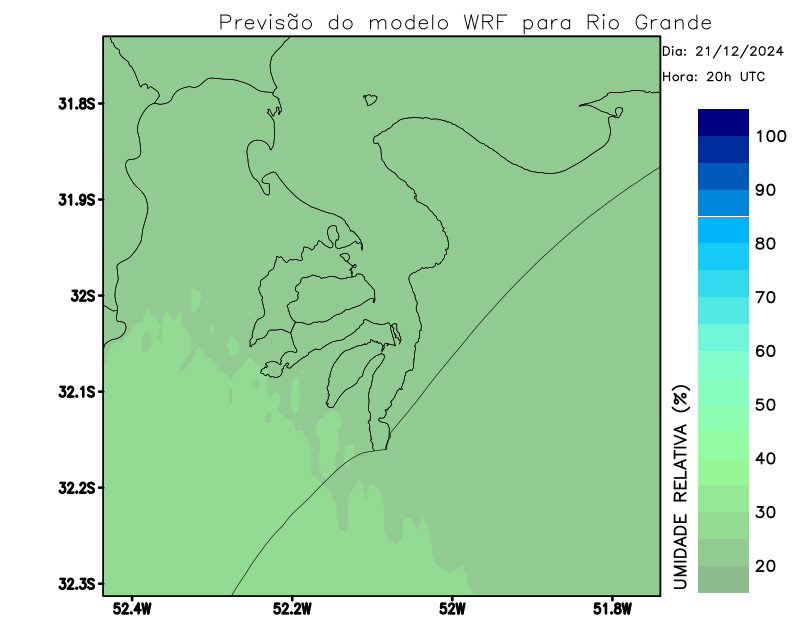 Previsão do modelo WRF para Rio Grande
Dia: 21/12/2024
Hora: 20h UTC
31.8S
31.9S
32S
32.1S
32.2S
32.3S
52.4W
52.2W
52W
51.8W
100
90
80
70
60
50
40
30
20
UMIDADE RELATIVA (%)